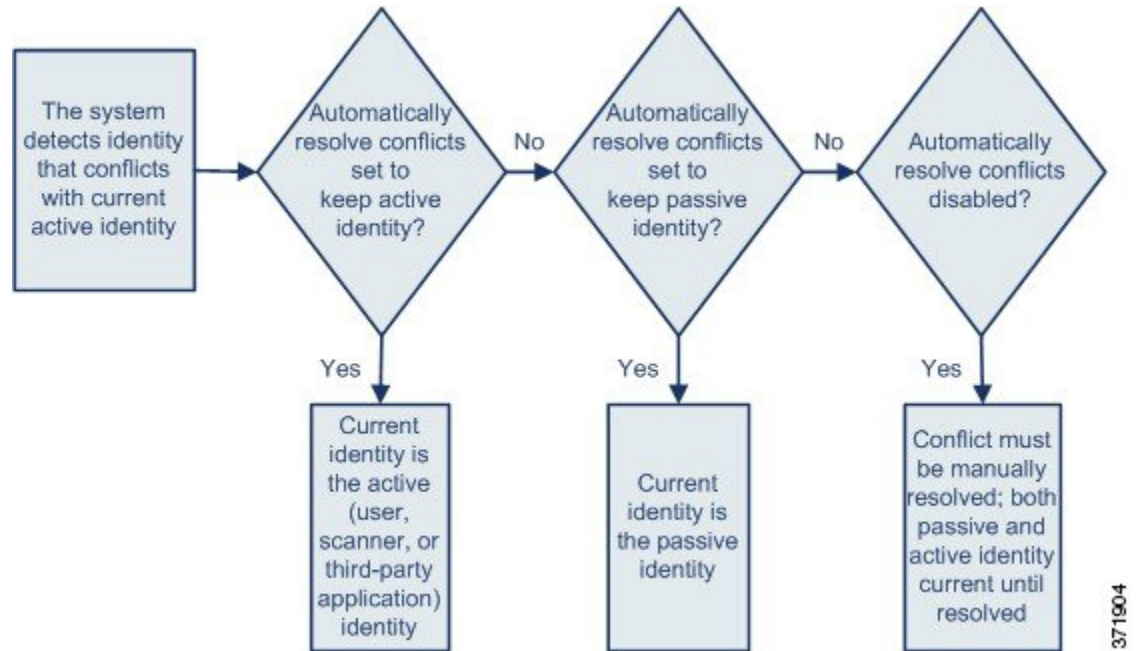 The system
detects identity
that conflicts
with current
active identity
Automatically
resolve conflicts
set to
keep active
identity?
No
Automatically
resolve conflicts
set to
keep passive
identity?
No
Automatically
resolve conflicts
disabled?
Yes
Yes
Yes
Current
identity is
the active
(user,
scanner, or
third-party
application)
identity
Current
identity is
the passive
identity
Conflict must
be manually
resolved; both
passive and
active identity
current until
resolved
371904